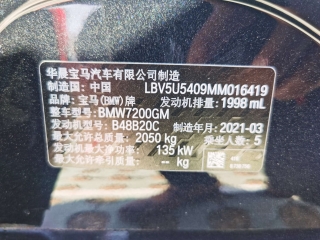 华晨宝马汽车有限公司制造
制造国: 中国 LBV5U5409MM016419
品牌: 宝马(BMW)牌 发动机排量: 1998 mL
整车型号: BMW7200GM
发动机型号: B48B20C 制造年月: 2021-03
最大允许总质量: 2050 kg 乘坐人数: 5
发动机最大净功率: 135 kW
最大允许 -- kg